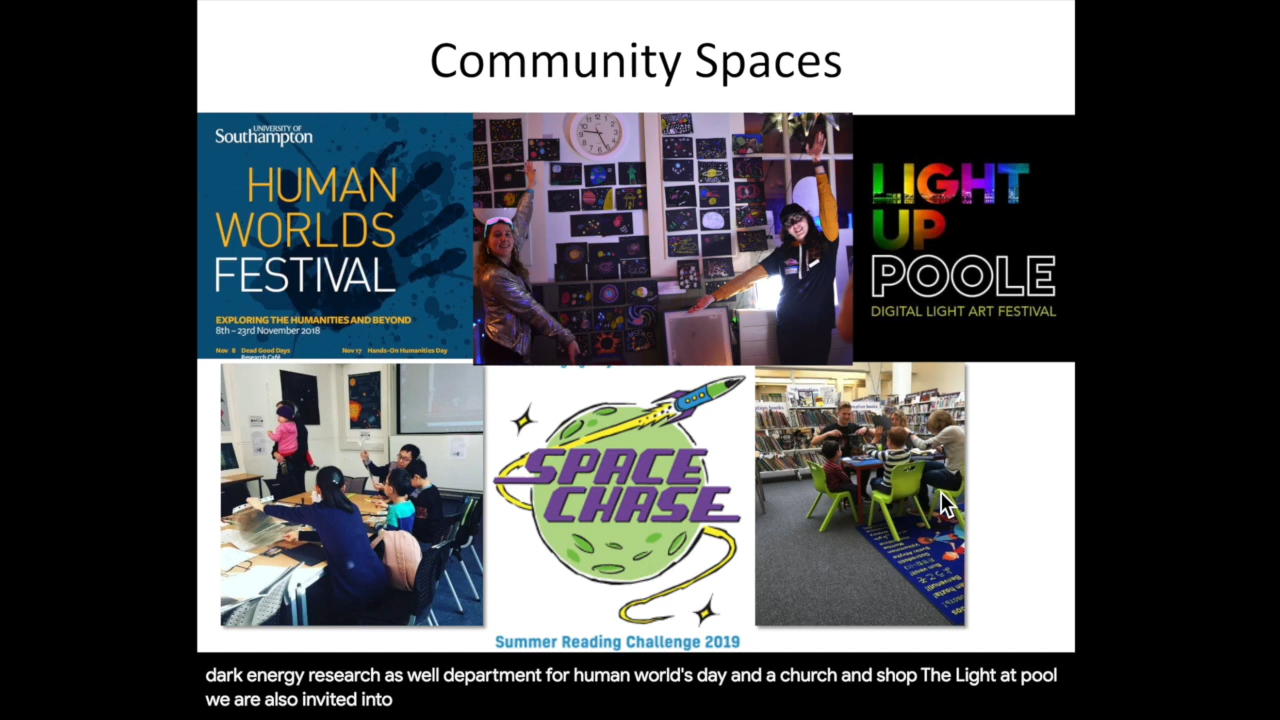 Community Spaces
UNIVERSITY OF
Southampton
HUMAN
WORLDS
FESTIVAL
EXPLORING THE HUMANITIES AND BEYOND
8th – 23rd November 2018
Nov 8 Dead Good Days
Research Café
Nov 17 Hands-On Humanities Day
LIGHT
UP
POOLE
DIGITAL LIGHT ART FESTIVAL
SPACE
CHASE
Summer Reading Challenge 2019
dark energy research as well department for human world's day and a church and shop The Light at pool
we are also invited into